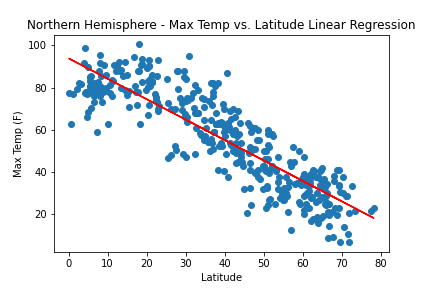 Northern Hemisphere - Max Temp vs. Latitude Linear Regression
100
80
60
40
20
Max Temp (F)
0 10 20 30 40 50 60 70 80
Latitude